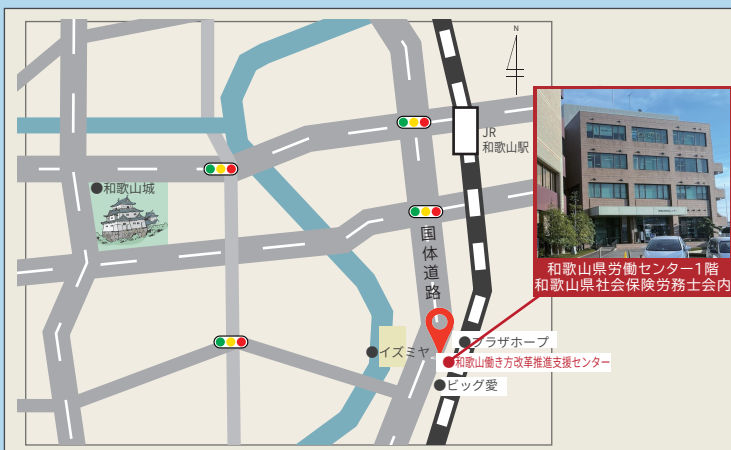 N
JR
和歌山駅
和歌山城
国体道路
和歌山県労働センター1階
和歌山県社会保険労務士会内
プラザホープ
イズミヤ
和歌山働き方改革推進支援センター
ビッグ愛